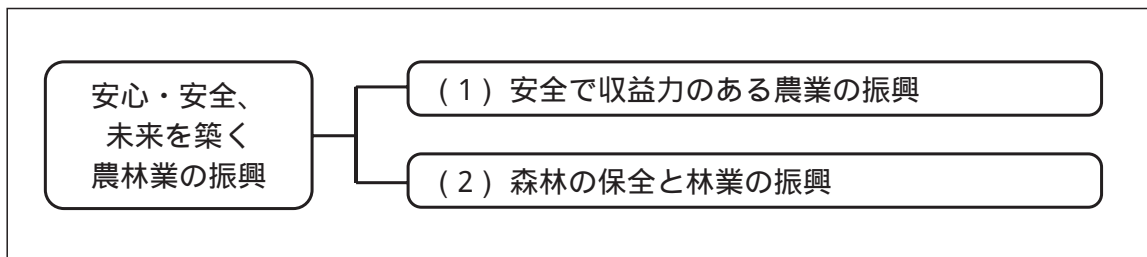 安心・安全、
未来を築く
農林業の振興
(1) 安全で収益力のある農業の振興
(2) 森林の保全と林業の振興